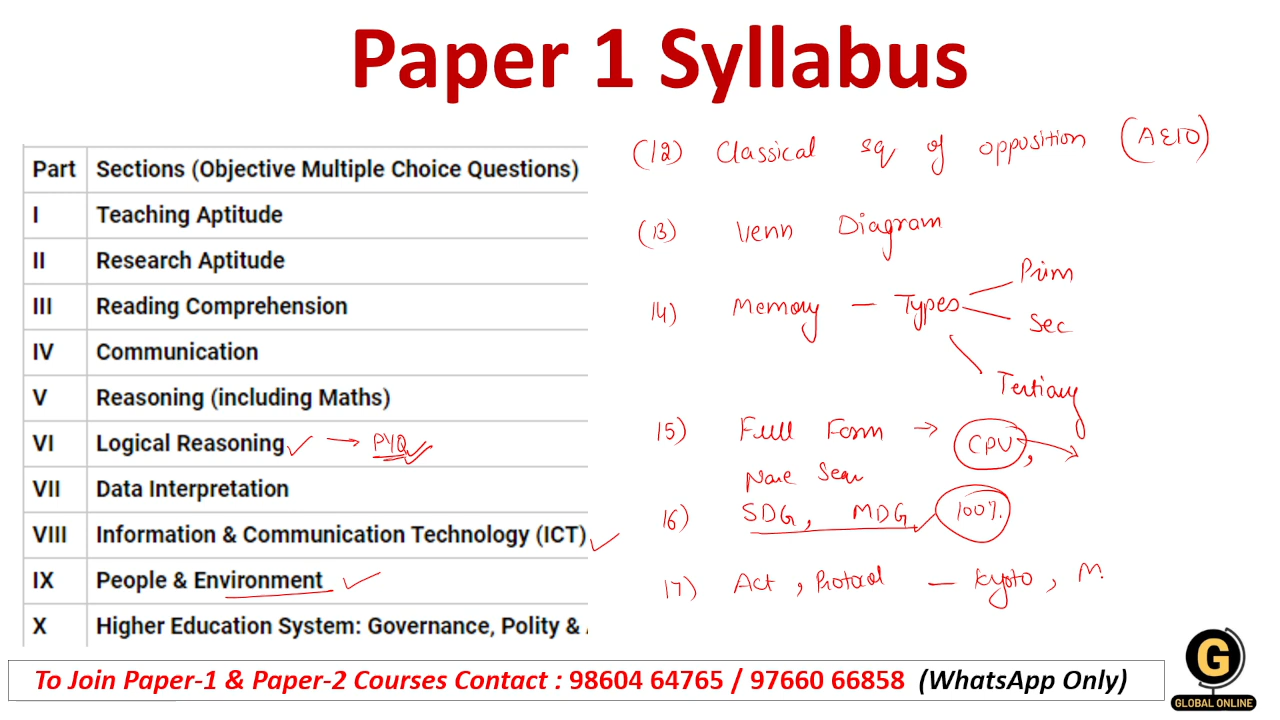 Paper 1 Syllabus
Part Sections (Objective Multiple Choice Questions)
I Teaching Aptitude
II Research Aptitude
III Reading Comprehension
IV Communication
V Reasoning (including Maths)
VI Logical Reasoning → PYQ
VII Data Interpretation
VIII Information & Communication Technology (ICT)
IX People & Environment
X Higher Education System: Governance, Polity &
(12) Classical sq of opposition (AEIO)
(13) Venn Diagram
14) Memory — Types
Prim
Sec
Tertiary
15) Full Form → CPU,
16) SDG, MDG 100%
17) Act, Protocol — Kyoto, M.
To Join Paper-1 & Paper-2 Courses Contact : 98604 64765 / 97660 66858 (WhatsApp Only)
G
GLOBAL ONLINE